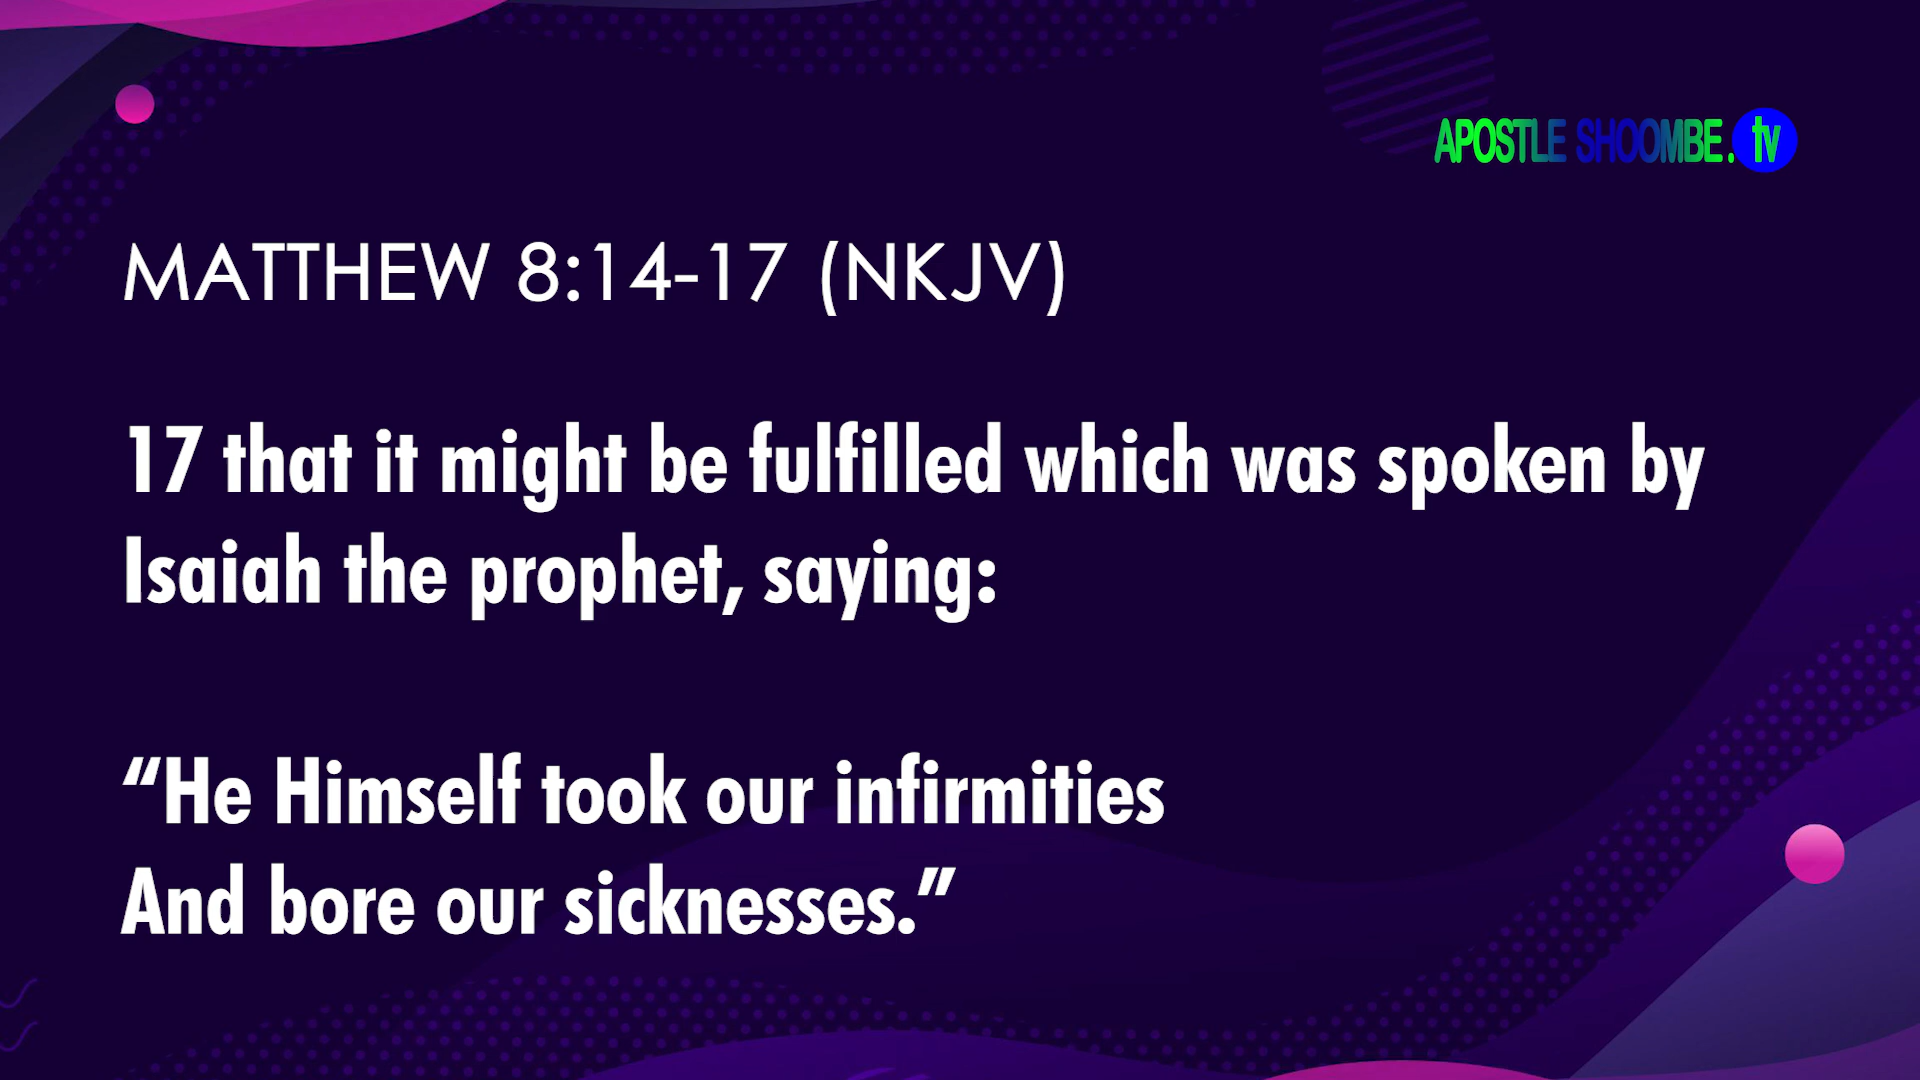 APOSTLE SHOOMBE.tv
MATTHEW 8:14-17 (NKJV)
17 that it might be fulfilled which was spoken by
Isaiah the prophet, saying:
“He Himself took our infirmities
And bore our sicknesses.”